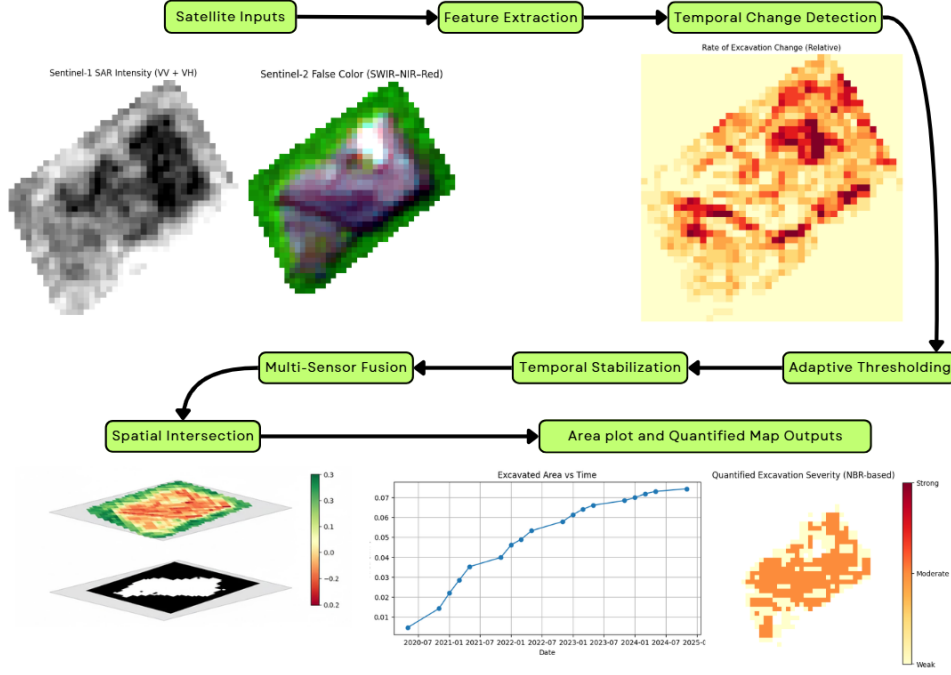 Satellite Inputs
Feature Extraction
Temporal Change Detection
Rate of Excavation Change (Relative)
Sentinel-1 SAR Intensity (VV + VH)
Sentinel-2 False Color (SWIR–NIR–Red)
Multi-Sensor Fusion
Temporal Stabilization
Adaptive Thresholding
Spatial Intersection
Area plot and Quantified Map Outputs
0.3
0.3
0.1
0.0
−0.2
0.2
Excavated Area vs Time
0.07
0.06
0.05
0.04
0.03
0.02
0.01
2020-07 2021-01 2021-07 2022-01 2022-07 2023-01 2023-07 2024-01 2024-07 2025-0
Date
Quantified Excavation Severity (NBR-based)
Strong
Moderate
Weak